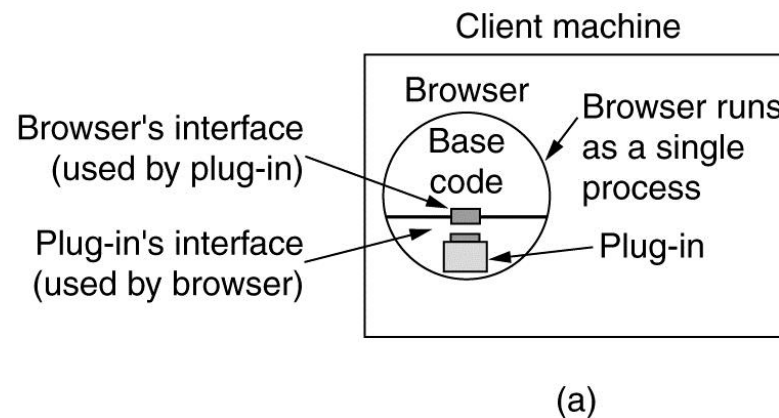 Client machine
Browser
Browser's interface
(used by plug-in)
Base
code
Browser runs
as a single
process
Plug-in's interface
(used by browser)
Plug-in
(a)